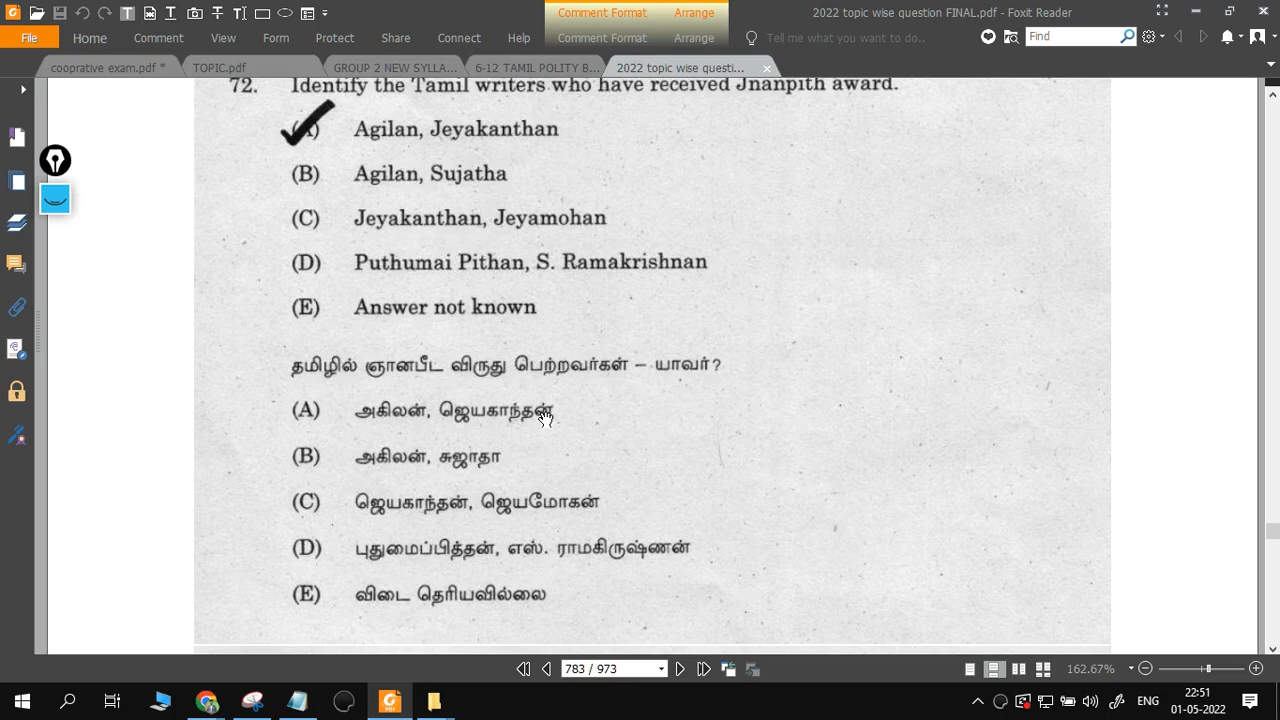 2022 topic wise question FINAL.pdf - Foxit Reader
Comment Format Arrange
File Home Comment View Form Protect Share Connect Help Comment Format Arrange Tell me what you want to do.. Find
cooprative exam.pdf * TOPIC.pdf GROUP 2 NEW SYLLA... 6-12 TAMIL POLITY B... 2022 topic wise questi...
72. Identify the Tamil writers who have received Jnanpith award.
(A) Agilan, Jeyakanthan
(B) Agilan, Sujatha
(C) Jeyakanthan, Jeyamohan
(D) Puthumai Pithan, S. Ramakrishnan
(E) Answer not known
தமிழில் ஞானபீட விருது பெற்றவர்கள் – யாவர்?
(A) அகிலன், ஜெயகாந்தன்
(B) அகிலன், சுஜாதா
(C) ஜெயகாந்தன், ஜெயமோகன்
(D) புதுமைப்பித்தன், எஸ். ராமகிருஷ்ணன்
(E) விடை தெரியவில்லை
783 / 973 162.67%
ENG 22:51
01-05-2022